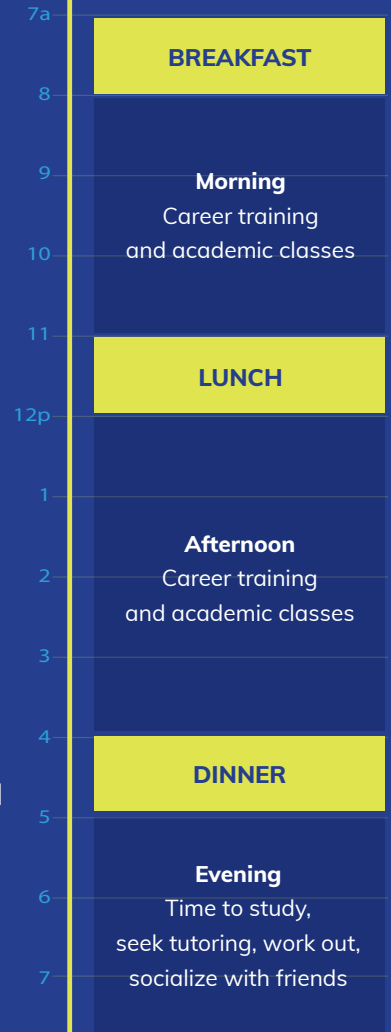 7a
BREAKFAST
8
9
Morning
Career training
10
and academic classes
11
LUNCH
12p
1
Afternoon
2
Career training
and academic classes
3
4
DINNER
5
Evening
6
Time to study,
seek tutoring, work out,
7
socialize with friends